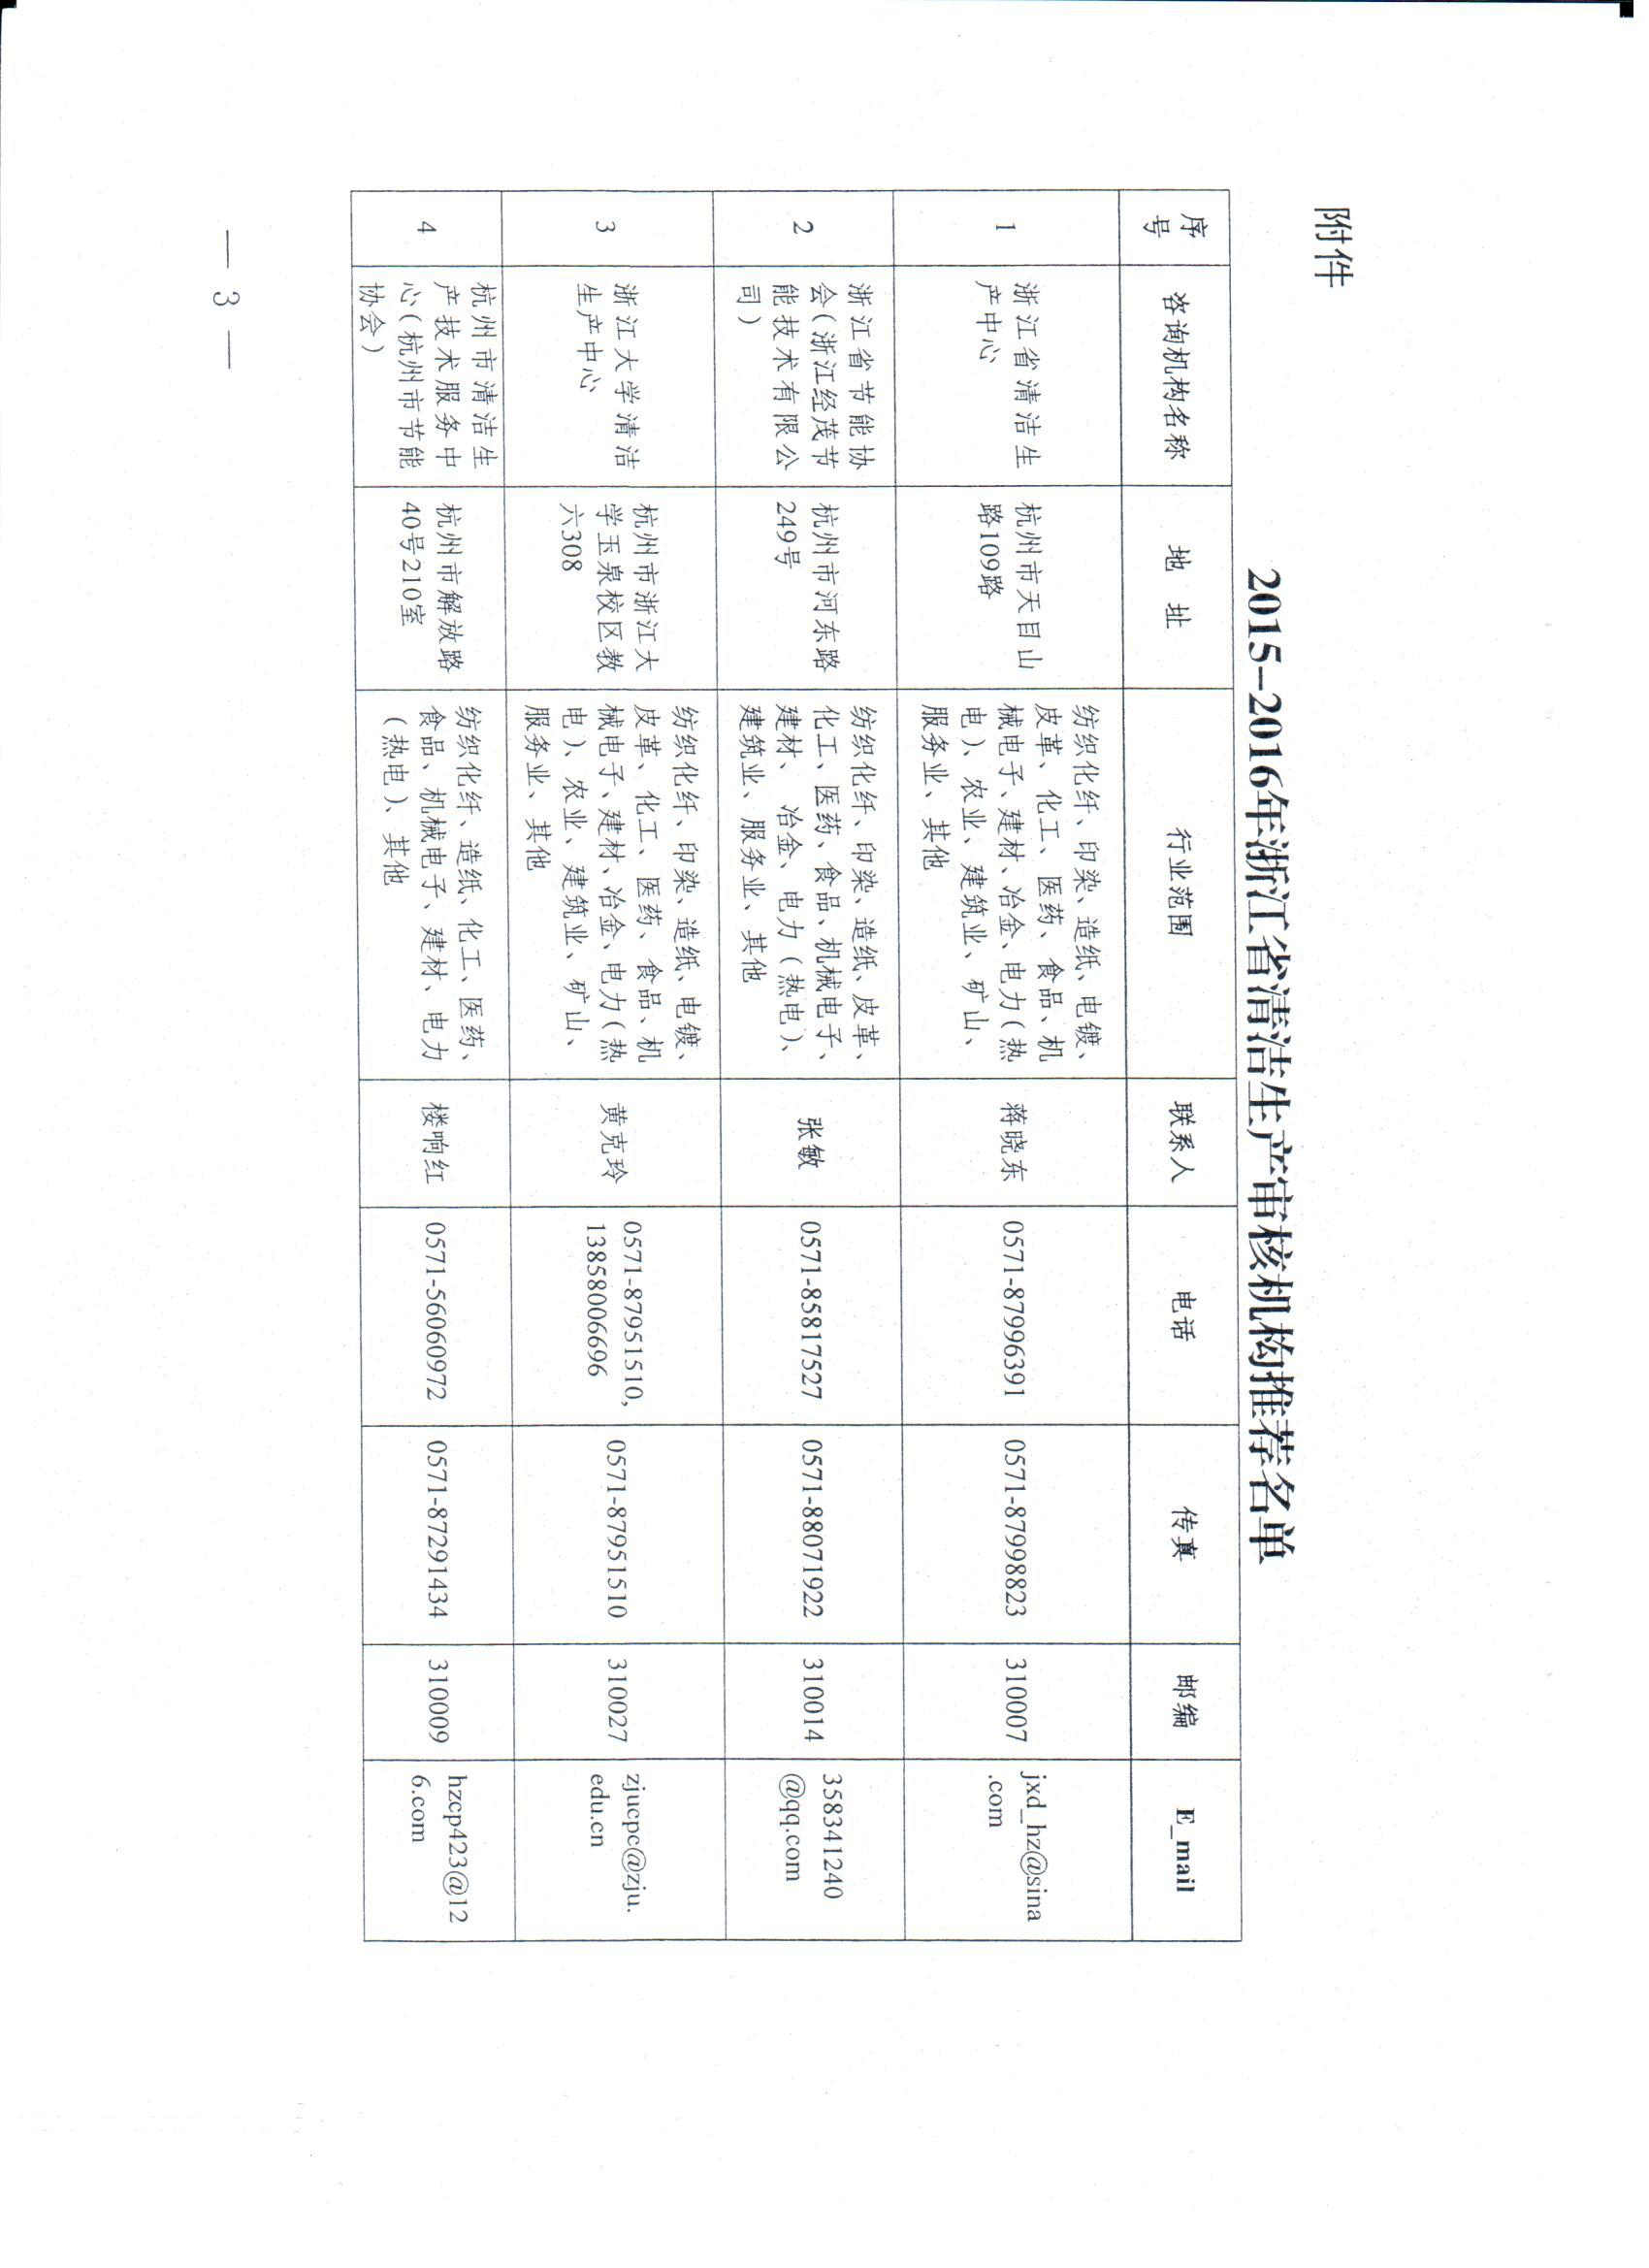 附件
2015-2016年浙江省清洁生产审核机构推荐名单
序
号
咨询机构名称
地 址
行业范围
联系人
电话
传真
邮编
E_mail
1
浙江省清洁生
产中心
杭州市天目山
路109路
纺织化纤、印染、造纸、电镀、
皮革、化工、医药、食品、机
械电子、建材、冶金、电力(热
电)、农业、建筑业、矿山、
服务业、其他
蒋晓东
0571-87996391
0571-87998823
310007
jxd_hz@sina
.com
2
浙江省节能协
会(浙江经茂节
能技术有限公
司)
杭州市河东路
249号
纺织化纤、印染、造纸、皮革、
化工、医药、食品、机械电子、
建材、冶金、电力(热电)、
建筑业、服务业、其他
张敏
0571-85817527
0571-88071922
310014
358341240
@qq.com
3
浙江大学清洁
生产中心
杭州市浙江大
学玉泉校区教
六308
纺织化纤、印染、造纸、电镀、
皮革、化工、医药、食品、机
械电子、建材、冶金、电力(热
电)、农业、建筑业、矿山、
服务业、其他
黄克玲
0571-87951510,
13858006696
0571-87951510
310027
zjucpc@zju.
edu.cn
4
杭州市清洁生
产技术服务中
心(杭州市节能
协会)
杭州市解放路
40号210室
纺织化纤、造纸、化工、医药、
食品、机械电子、建材、电力
(热电)、其他
楼响红
0571-56060972
0571-87291434
310009
hzcp423@12
6.com
— 3 —